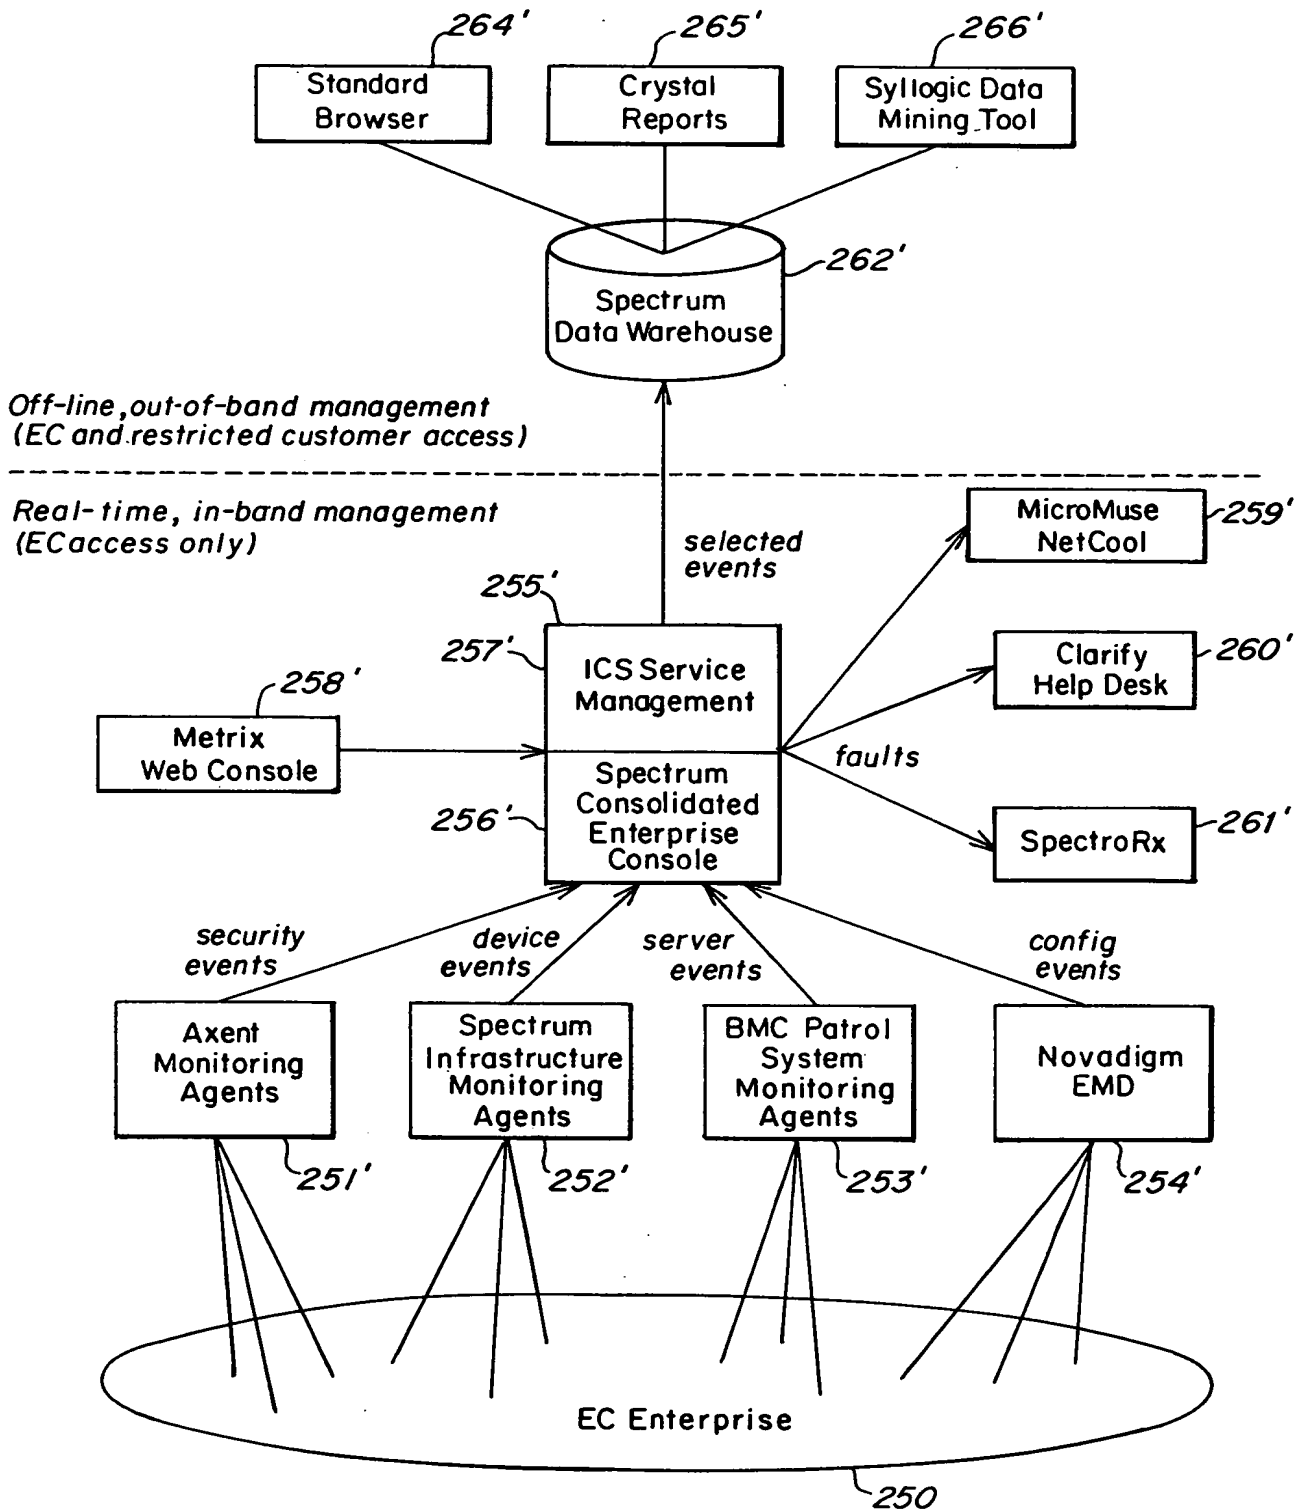 264'
265'
266'
Standard
Browser
Crystal
Reports
Syllogic Data
Mining Tool
262'
Spectrum
Data Warehouse
Off-line, out-of-band management
(EC and restricted customer access)
Real-time, in-band management
(EC access only)
selected
events
MicroMuse
NetCool
259'
255'
257'
ICS Service
Management
Clarify
Help Desk
260'
258'
Metrix
Web Console
faults
256'
Spectrum
Consolidated
Enterprise
Console
SpectroRx
261'
security
events
device
events
server
events
config
events
Axent
Monitoring
Agents
Spectrum
Infrastructure
Monitoring
Agents
BMC Patrol
System
Monitoring
Agents
Novadigm
EMD
251'
252'
253'
254'
EC Enterprise
250